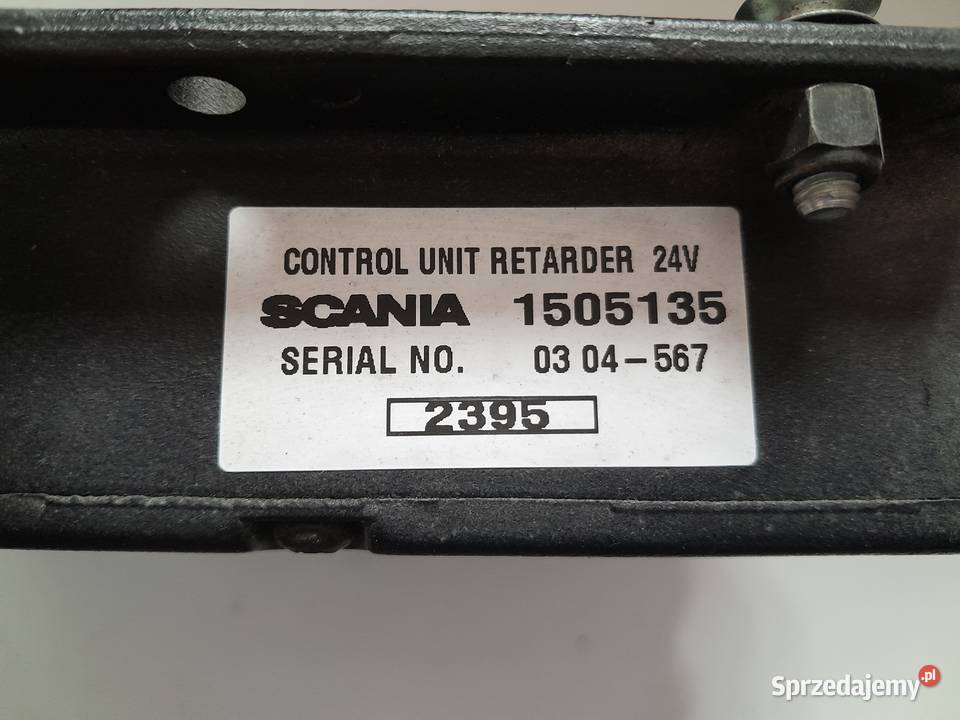 CONTROL UNIT RETARDER 24V
SCANIA 1505135
SERIAL NO. 03 04-567
2395
Sprzedajemy.pl